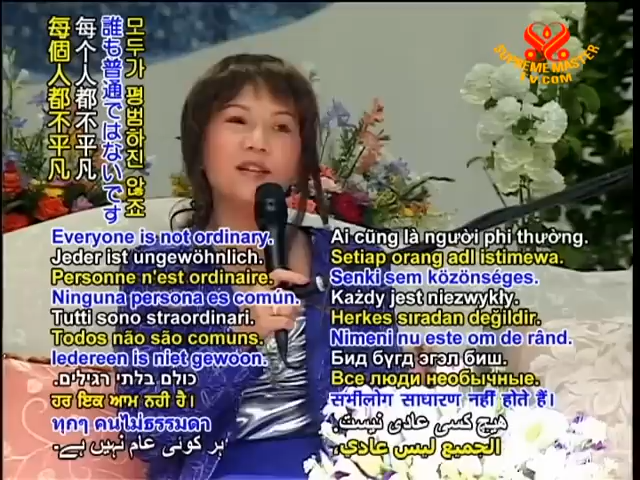 모두가 평범하진 않죠
誰も普通ではないです
每个人都不平凡
每個人都不平凡
SUPREME MASTER
TV.COM
Everyone is not ordinary.
Jeder ist ungewöhnlich.
Personne n'est ordinaire.
Ninguna persona es común.
Tutti sono straordinari.
Todos não são comuns.
Iedereen is niet gewoon.
כולם בלתי רגילים.
ਹਰ ਇਕ ਆਮ ਨਹੀ ਹੈ।
ทุกๆ คนไม่ธรรมดา
ہر کوئی عام نہیں ہے.
Ai cũng là người phi thường.
Setiap orang adl istimewa.
Senki sem közönséges.
Każdy jest niezwykły.
Herkes sıradan değildir.
Nimeni nu este om de rând.
Бид бүгд эгэл биш.
Все люди необычные.
सभी लोग साधारण नहीं होते हैं।
هیچ کسی عادی نیست.
الجميع ليس عادي.